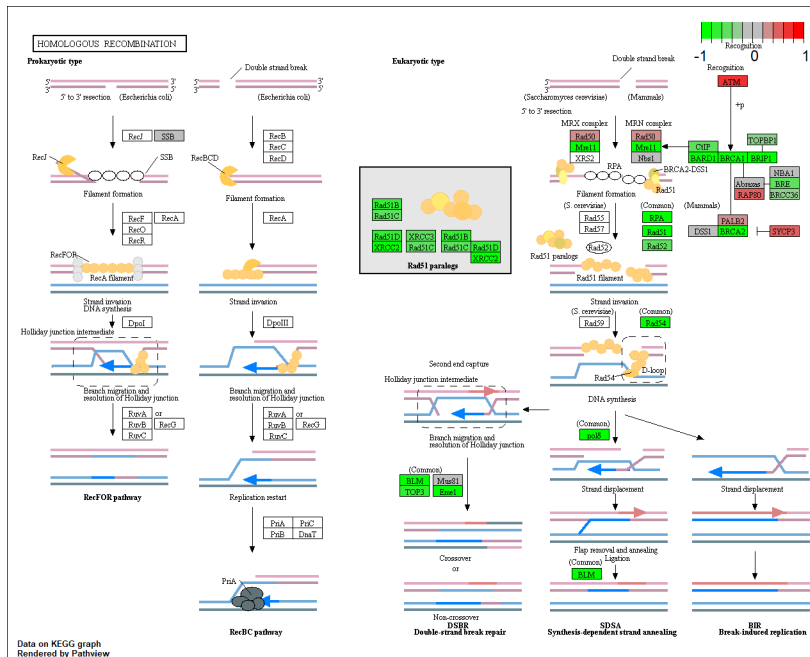 HOMOLOGOUS RECOMBINATION
-1 0 1
Recognition
Prokaryotic type
Eukaryotic type
Double strand break
5' 3'
3' 5'
5' to 3' resection
(Escherichia coli)
(Escherichia coli)
RecJ SSB
RecJ
SSB
Filament formation
RecF RecA
RecO
RecR
RecFOR
RecA filament
Strand invasion
DNA synthesis
DpoI
Holliday junction intermediate
Branch migration and
resolution of Holliday junction
RuvA or
RuvB RecG
RuvC
RecFOR pathway
RecB
RecC
RecD
RecBCD
Filament formation
RecA
Strand invasion
DpoIII
Branch migration and
resolution of Holliday junction
RuvA or
RuvB RecG
RuvC
Replication restart
PriA PriC
PriB DnaT
PriA
RecBC pathway
Rad51B
Rad51C
Rad51D XRCC3 Rad51B
XRCC2 Rad51C Rad51C Rad51D
XRCC2
Rad51 paralogs
Double strand break
5' 3'
3' 5'
(Saccharomyces cerevisiae) (Mammals)
5' to 3' resection
MRX complex MRN complex
Rad50 Rad50
Mre11 Mre11
XRS2 Nbs1
RPA
BRCA2-DSS1
Rad51
Filament formation
Recognition
ATM
+p
CtIP TOPBP1
BARD1 BRCA1 BRIP1
Abraxas NBA1
RAP80 BRE
BRCC36
(Mammals)
PALB2
DSS1 BRCA2 SYCP3
(S. cerevisiae) (Common)
Rad55 RPA
Rad57 Rad51
Rad52 Rad52
Rad51 paralogs
Rad51 filament
Strand invasion
(S. cerevisiae) (Common)
Rad59 Rad54
Rad54
D-loop
DNA synthesis
Second end capture
Holliday junction intermediate
Branch migration and
resolution of Holliday junction
(Common)
BLM Mus81
TOP3 Eme1
Crossover
or
Non-crossover
DSBR
Double-strand break repair
(Common)
polδ
Strand displacement
Flap removal and annealing
Ligation
(Common)
BLM
SDSA
Synthesis-dependent strand annealing
Strand displacement
BIR
Break-induced replication
Data on KEGG graph
Rendered by Pathview